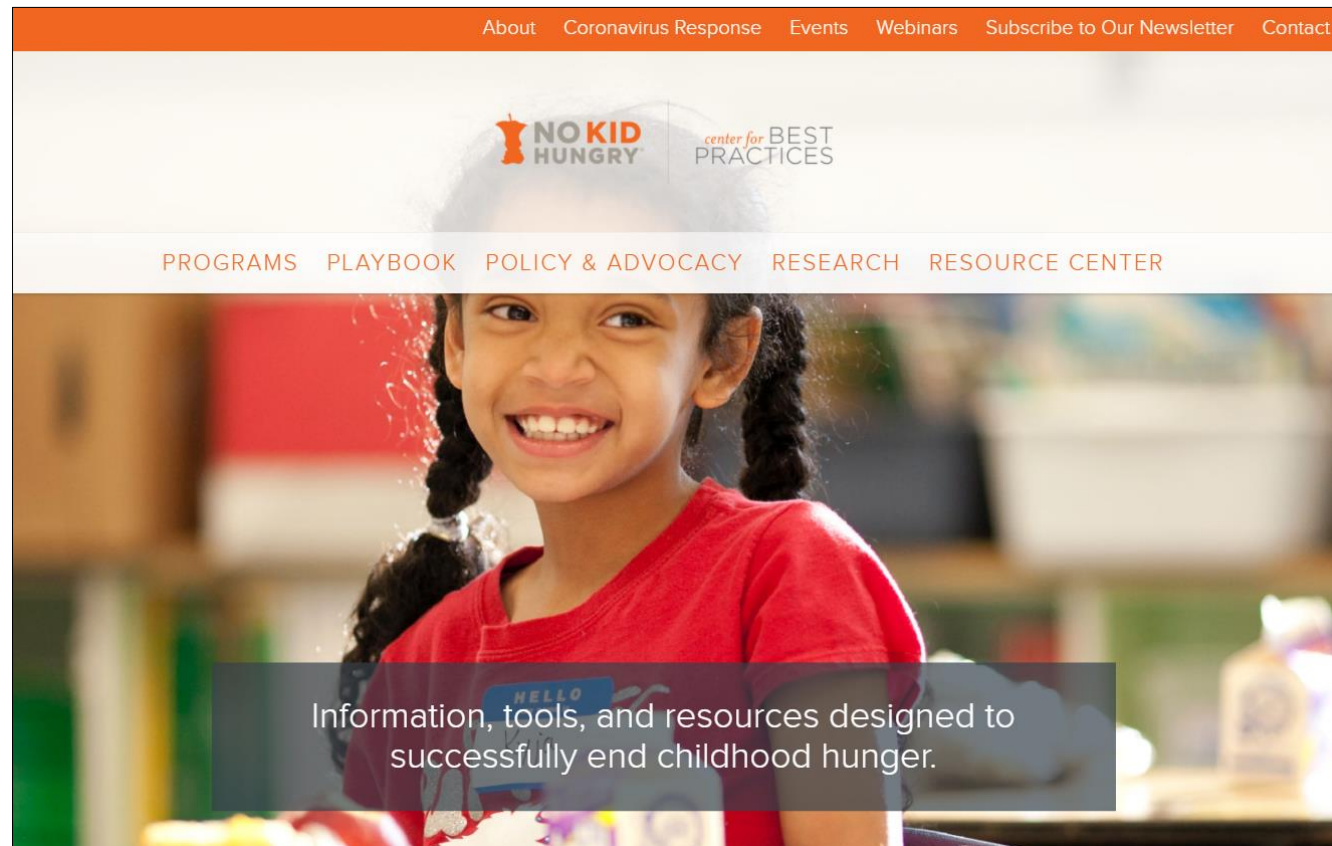 About Coronavirus Response Events Webinars Subscribe to Our Newsletter Contact
NO KID
HUNGRY
center for BEST
PRACTICES
PROGRAMS PLAYBOOK POLICY & ADVOCACY RESEARCH RESOURCE CENTER
HELLO
Information, tools, and resources designed to
successfully end childhood hunger.